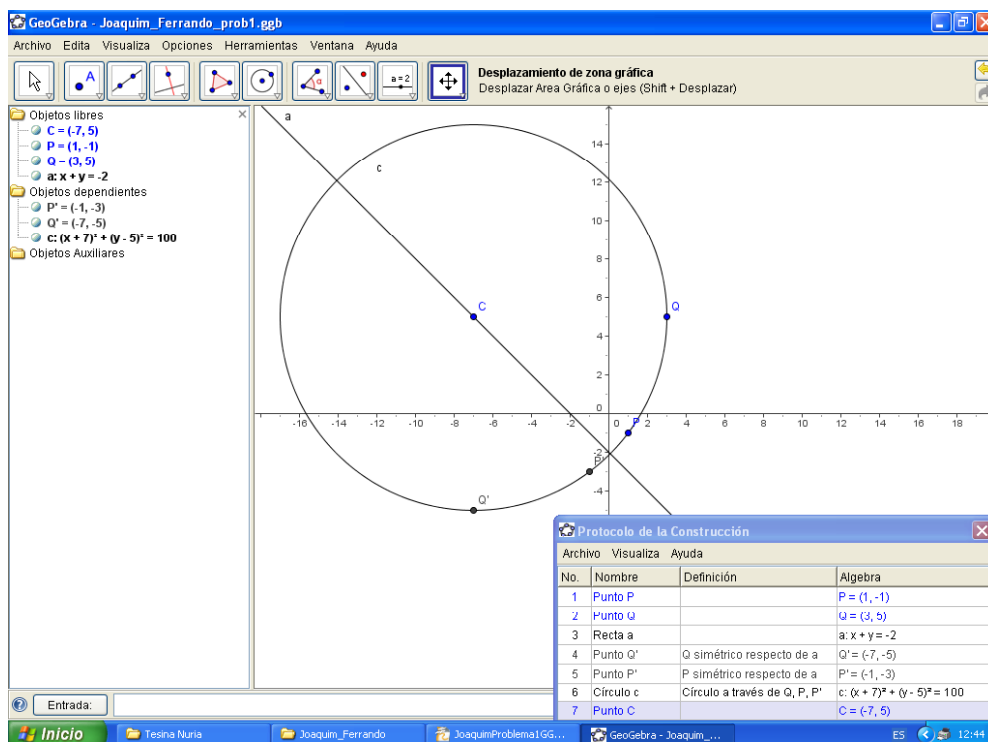 GeoGebra - Joaquim_Ferrando_prob1.ggb
Archivo Edita Visualiza Opciones Herramientas Ventana Ayuda
A
α
a=2
Desplazamiento de zona gráfica
Desplazar Area Gráfica o ejes (Shift + Desplazar)
Objetos libres
C = (-7, 5)
P = (1, -1)
Q = (3, 5)
a: x + y = -2
Objetos dependientes
P' = (-1, -3)
Q' = (-7, -5)
c: (x + 7)² + (y - 5)² = 100
Objetos Auxiliares
a
c
C
Q
P
P'
Q'
14
12
10
8
6
4
2
0
-2
-4
-16 -14 -12 -10 -8 -6 -4 -2 0 2 4 6 8 10 12 14 16 18
Protocolo de la Construcción
Archivo Visualiza Ayuda
No. Nombre Definición Algebra
1 Punto P P = (1, -1)
2 Punto Q Q = (3, 5)
3 Recta a a: x + y = -2
4 Punto Q' Q simétrico respecto de a Q' = (-7, -5)
5 Punto P' P simétrico respecto de a P' = (-1, -3)
6 Círculo c Círculo a través de Q, P, P' c: (x + 7)² + (y - 5)² = 100
7 Punto C C = (-7, 5)
Entrada:
Inicio Tesina Nuria Joaquim_Ferrando JoaquimProblema1GG... GeoGebra - Joaquim_... ES 12:44